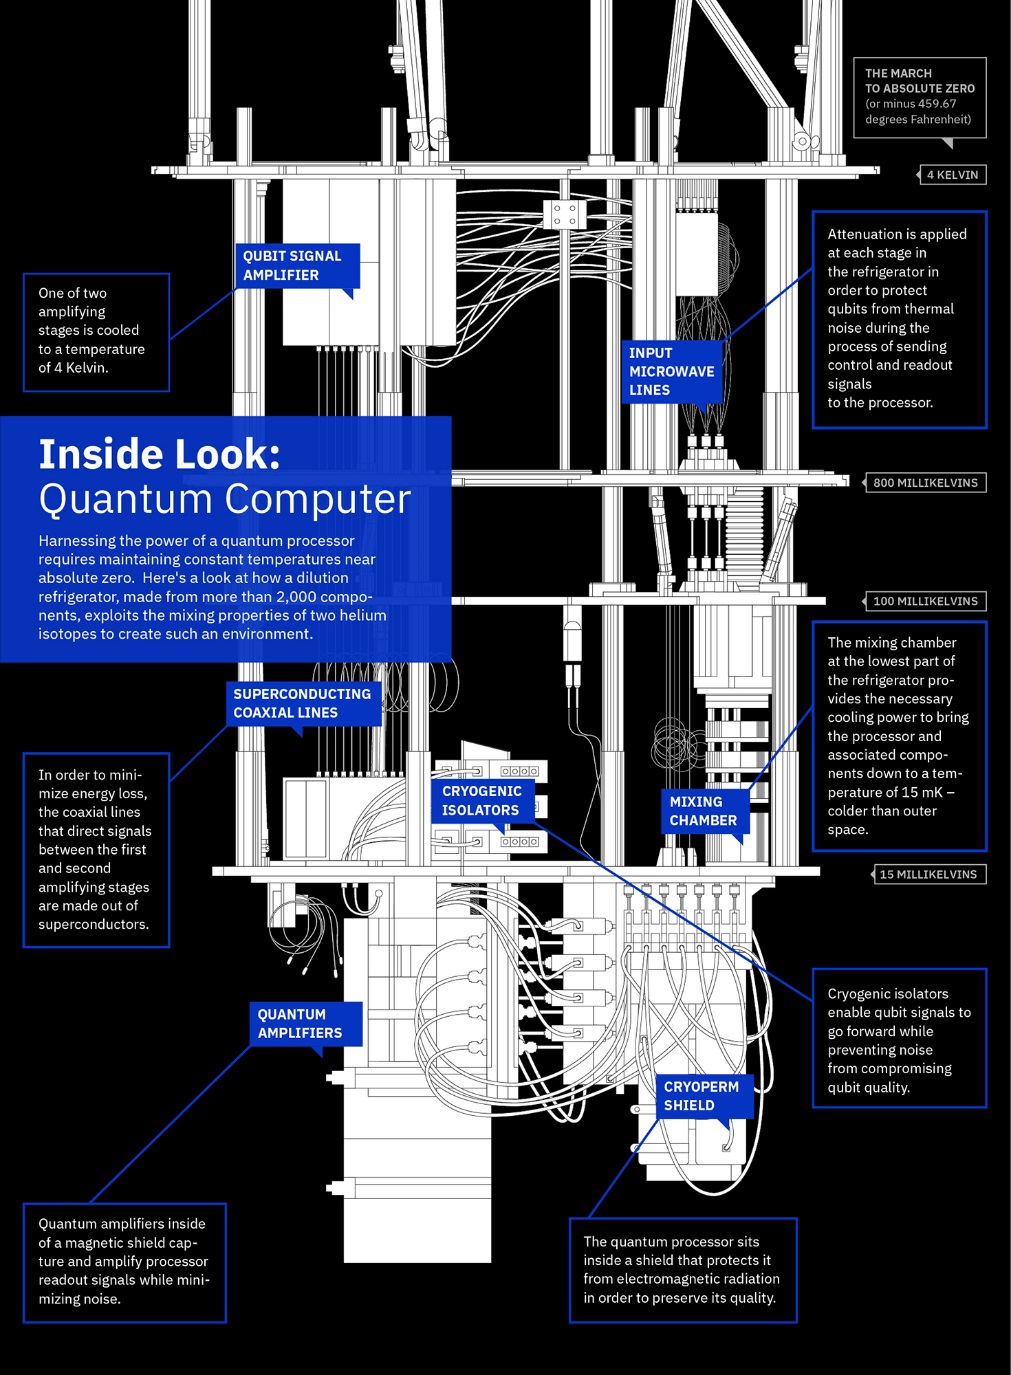 THE MARCH
TO ABSOLUTE ZERO
(or minus 459.67
degrees Fahrenheit)
4 KELVIN
Attenuation is applied
at each stage in
the refrigerator in
order to protect
qubits from thermal
noise during the
process of sending
control and readout
signals
to the processor.
QUBIT SIGNAL
AMPLIFIER
One of two
amplifying
stages is cooled
to a temperature
of 4 Kelvin.
INPUT
MICROWAVE
LINES
Inside Look:
Quantum Computer
Harnessing the power of a quantum processor
requires maintaining constant temperatures near
absolute zero.  Here's a look at how a dilution
refrigerator, made from more than 2,000 compo-
nents, exploits the mixing properties of two helium
isotopes to create such an environment.
800 MILLIKELVINS
100 MILLIKELVINS
The mixing chamber
at the lowest part of
the refrigerator pro-
vides the necessary
cooling power to bring
the processor and
associated compo-
nents down to a tem-
perature of 15 mK –
colder than outer
space.
SUPERCONDUCTING
COAXIAL LINES
In order to mini-
mize energy loss,
the coaxial lines
that direct signals
between the first
and second
amplifying stages
are made out of
superconductors.
CRYOGENIC
ISOLATORS
MIXING
CHAMBER
15 MILLIKELVINS
Cryogenic isolators
enable qubit signals to
go forward while
preventing noise
from compromising
qubit quality.
QUANTUM
AMPLIFIERS
CRYOPERM
SHIELD
Quantum amplifiers inside
of a magnetic shield cap-
ture and amplify processor
readout signals while mini-
mizing noise.
The quantum processor sits
inside a shield that protects it
from electromagnetic radiation
in order to preserve its quality.